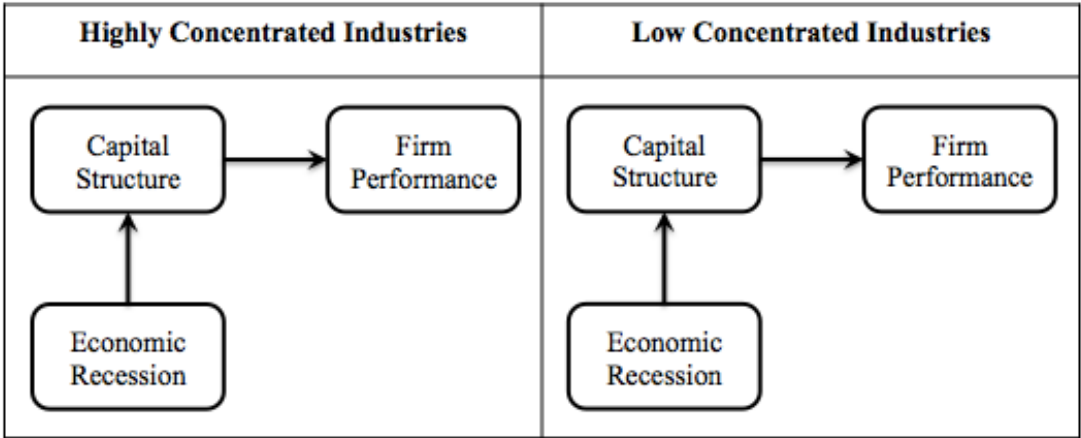 Highly Concentrated Industries
Low Concentrated Industries
Capital
Structure
Firm
Performance
Economic
Recession
Capital
Structure
Firm
Performance
Economic
Recession